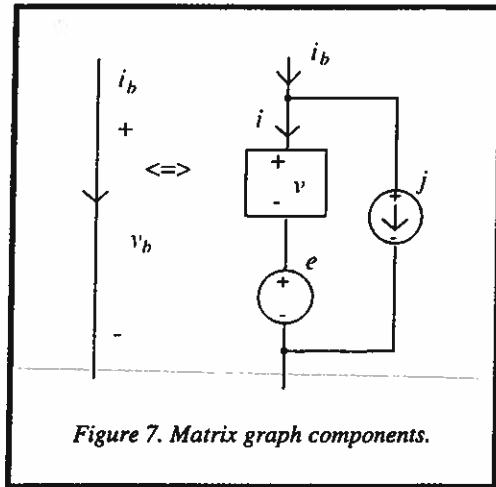 i_b
i_b
+
i
<=>
+
v
-
j
+
-
v_b
e
+
-
-
Figure 7. Matrix graph components.